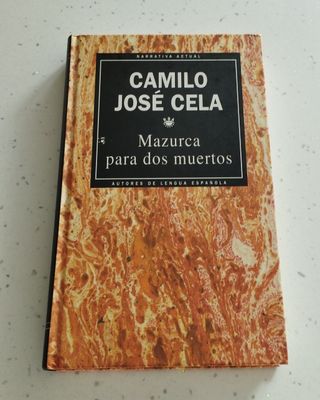 NARRATIVA ACTUAL
CAMILO
JOSÉ CELA
Mazurca
para dos muertos
AUTORES DE LENGUA ESPAÑOLA